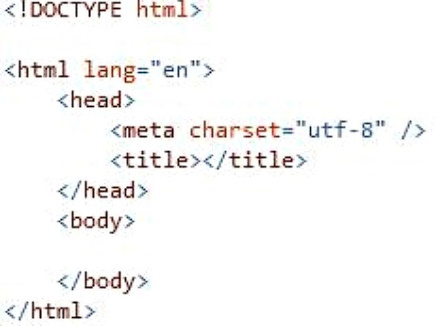 <!DOCTYPE html>
<html lang="en">
<head>
<meta charset="utf-8" />
<title></title>
</head>
<body>
</body>
</html>